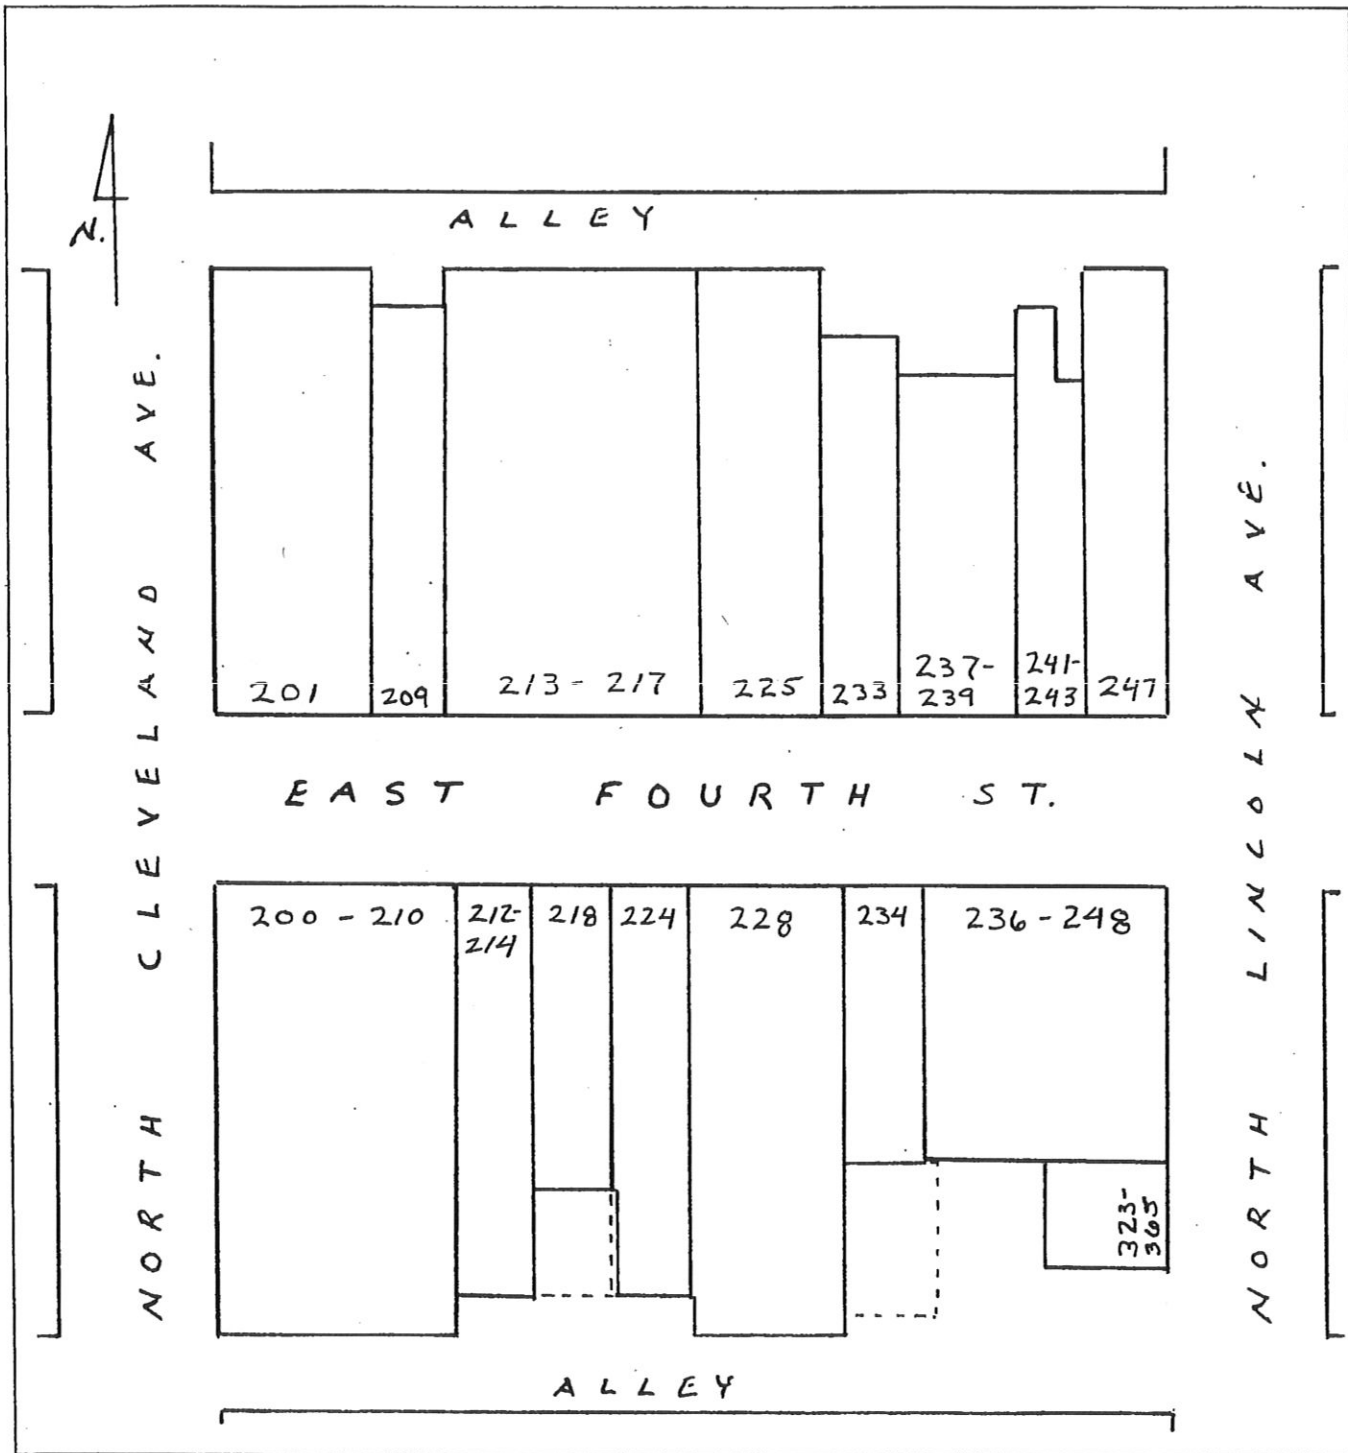 ALLEY
N.
NORTH CLEVELAND AVE.
NORTH LINCOLN AVE.
201
209
213 - 217
225
233
237-
239
241-
243
247
EAST FOURTH ST.
200 - 210
212-
214
218
224
228
234
236 - 248
323-
365
ALLEY